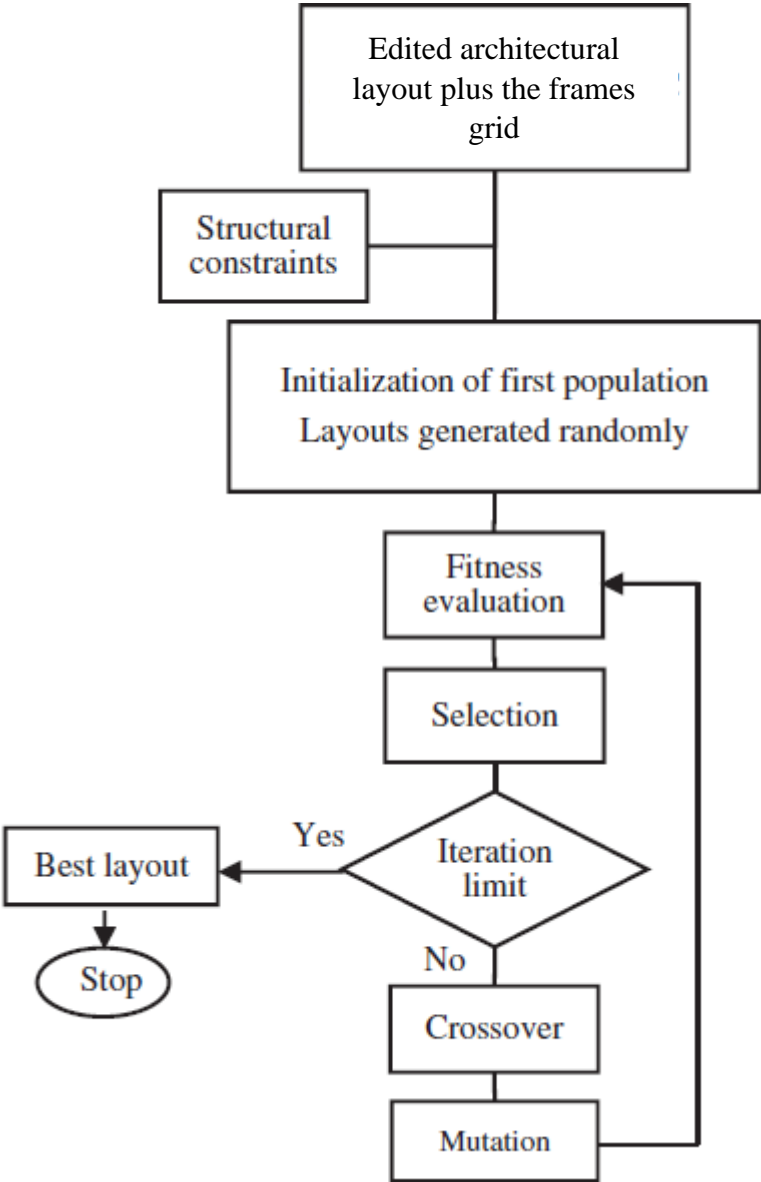 Edited architectural
layout plus the frames
grid
Structural
constraints
Initialization of first population
Layouts generated randomly
Fitness
evaluation
Selection
Yes
Iteration
limit
Best layout
No
Stop
Crossover
Mutation